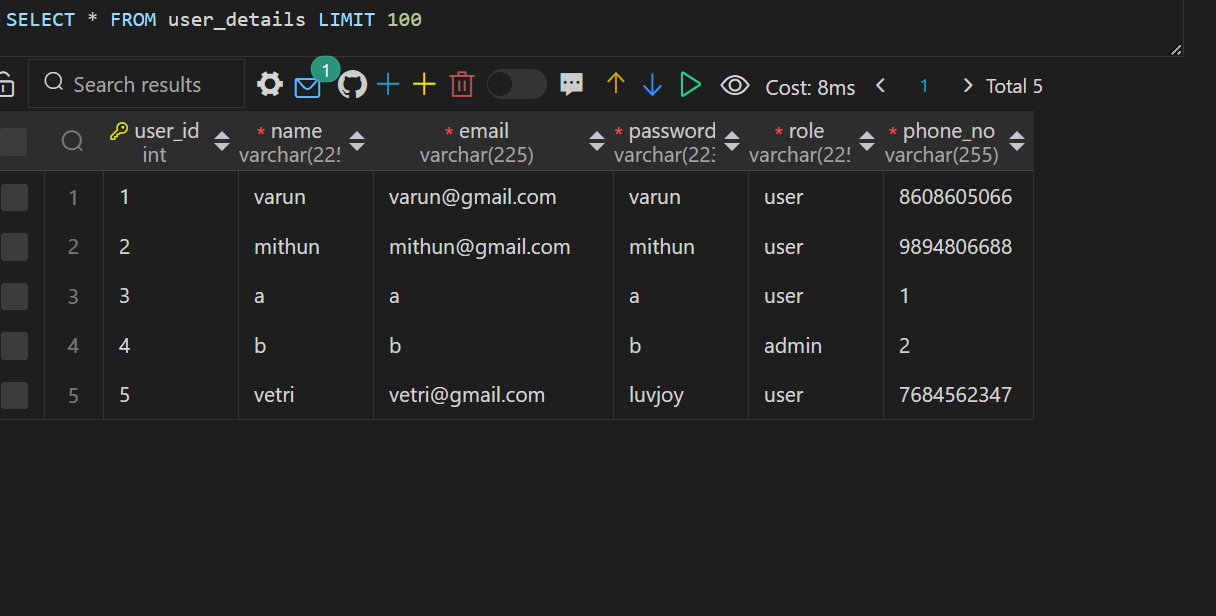 SELECT * FROM user_details LIMIT 100
Search results 1 Cost: 8ms 1 Total 5
user_id * name * email * password * role * phone_no
int varchar(225 varchar(225) varchar(22 varchar(225 varchar(255)
1 1 varun varun@gmail.com varun user 8608605066
2 2 mithun mithun@gmail.com mithun user 9894806688
3 3 a a a user 1
4 4 b b b admin 2
5 5 vetri vetri@gmail.com luvjoy user 7684562347